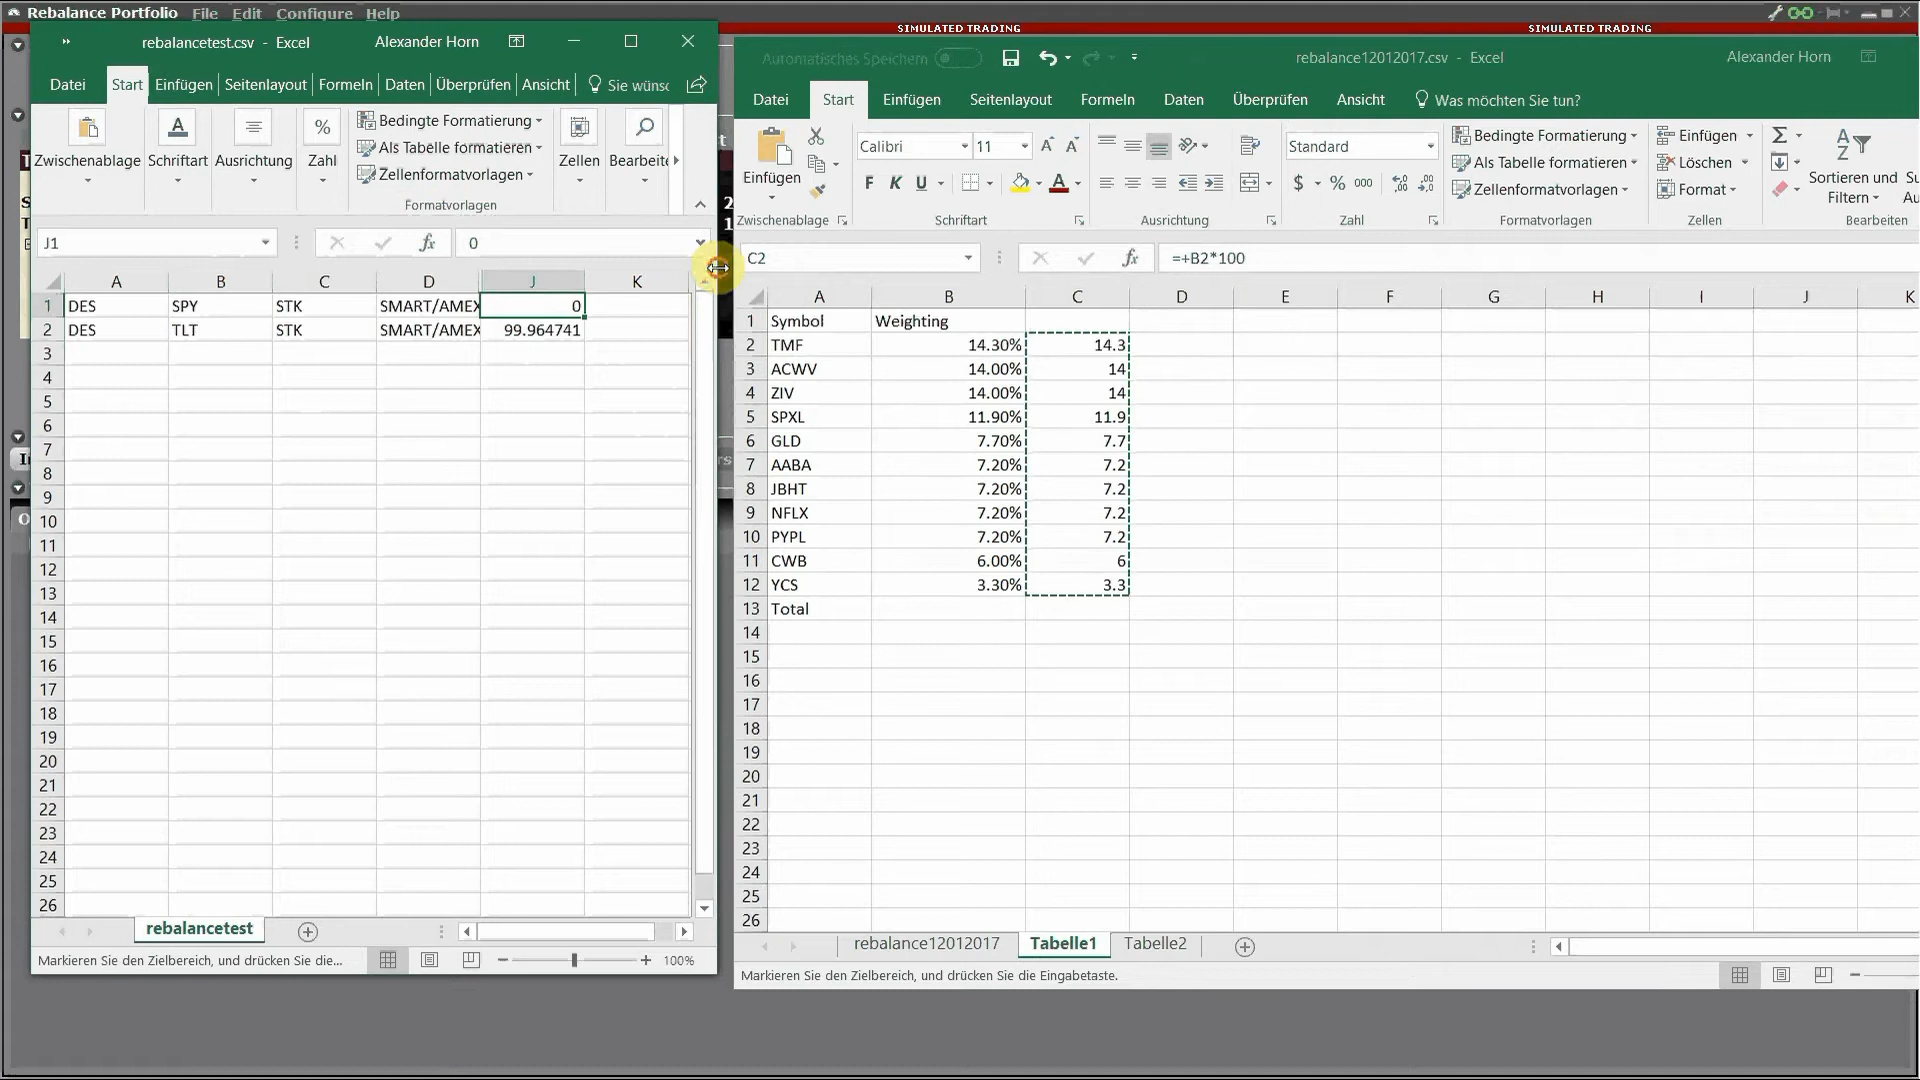 Rebalance Portfolio File Edit Configure Help
SIMULATED TRADING SIMULATED TRADING
rebalancetest.csv - Excel Alexander Horn
Datei Start Einfügen Seitenlayout Formeln Daten Überprüfen Ansicht Sie wünsc
Zwischenablage Schriftart Ausrichtung Zahl
Bedingte Formatierung
Als Tabelle formatieren
Zellenformatvorlagen
Zellen Bearbeite
Formatvorlagen
J1 fx 0
A B C D J K
1 DES SPY STK SMART/AMEX 0
2 DES TLT STK SMART/AMEX 99.964741
3
4
5
6
7
8
9
10
11
12
13
14
15
16
17
18
19
20
21
22
23
24
25
26
rebalancetest
Markieren Sie den Zielbereich, und drücken Sie die... 100%
Automatisches Speichern rebalance12012017.csv - Excel Alexander Horn
Datei Start Einfügen Seitenlayout Formeln Daten Überprüfen Ansicht Was möchten Sie tun?
Einfügen
Calibri 11
F K U
Standard
$ % 000
Bedingte Formatierung
Als Tabelle formatieren
Zellenformatvorlagen
Einfügen
Löschen
Format
Sortieren und
Filtern
Zwischenablage Schriftart Ausrichtung Zahl Formatvorlagen Zellen Bearbeiten
C2 fx =+B2*100
A B C D E F G H I J K
1 Symbol Weighting
2 TMF 14.30% 14.3
3 ACWV 14.00% 14
4 ZIV 14.00% 14
5 SPXL 11.90% 11.9
6 GLD 7.70% 7.7
7 AABA 7.20% 7.2
8 JBHT 7.20% 7.2
9 NFLX 7.20% 7.2
10 PYPL 7.20% 7.2
11 CWB 6.00% 6
12 YCS 3.30% 3.3
13 Total
14
15
16
17
18
19
20
21
22
23
24
25
26
rebalance12012017 Tabelle1 Tabelle2
Markieren Sie den Zielbereich, und drücken Sie die Eingabetaste.